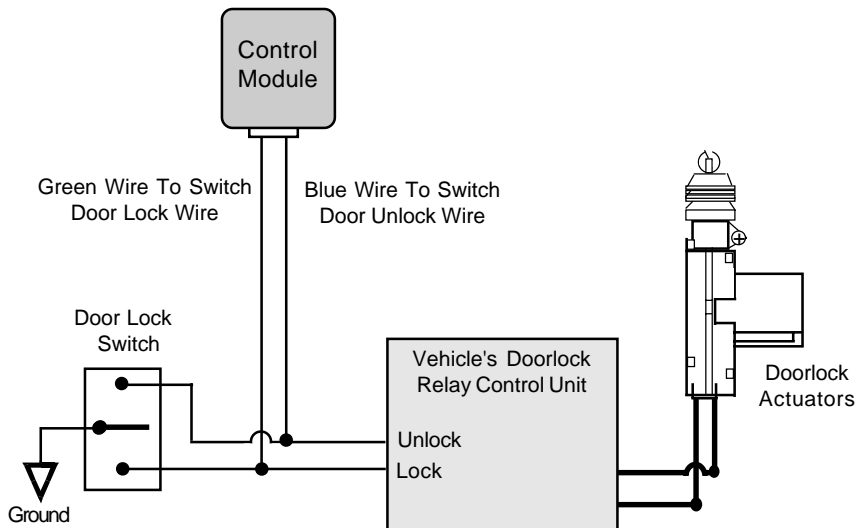 Control
Module
Green Wire To Switch
Door Lock Wire
Blue Wire To Switch
Door Unlock Wire
Door Lock
Switch
Vehicle's Doorlock
Relay Control Unit
Doorlock
Actuators
Unlock
Lock
Ground